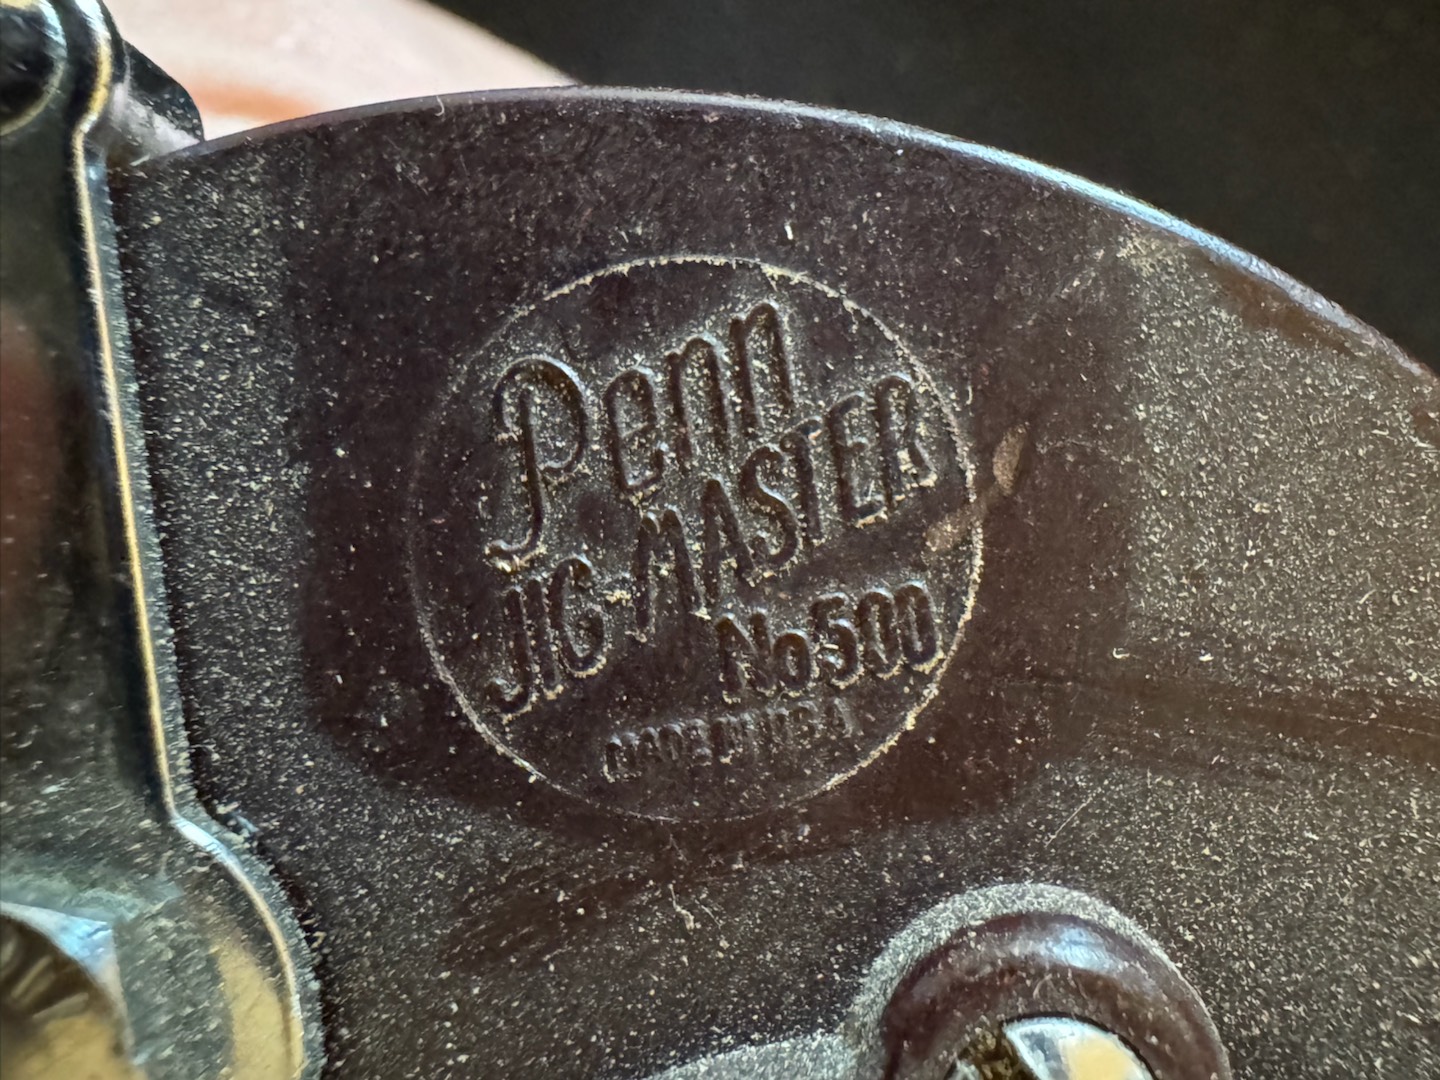 Penn
JIG-MASTER
No 500
MADE IN U.S.A